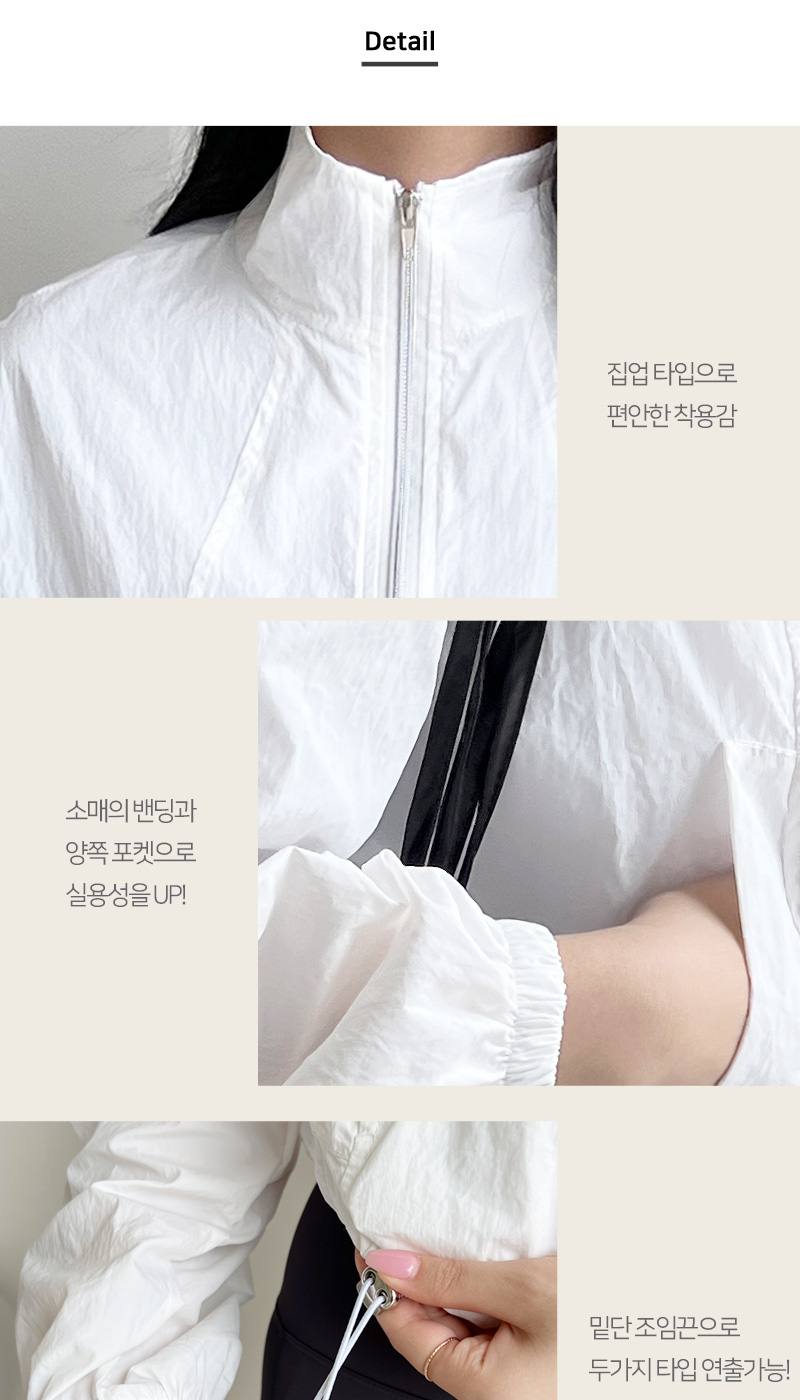 Detail
집업 타입으로
편안한 착용감
소매의 밴딩과
양쪽 포켓으로
실용성을 UP!
밑단 조임끈으로
두가지 타입 연출가능!